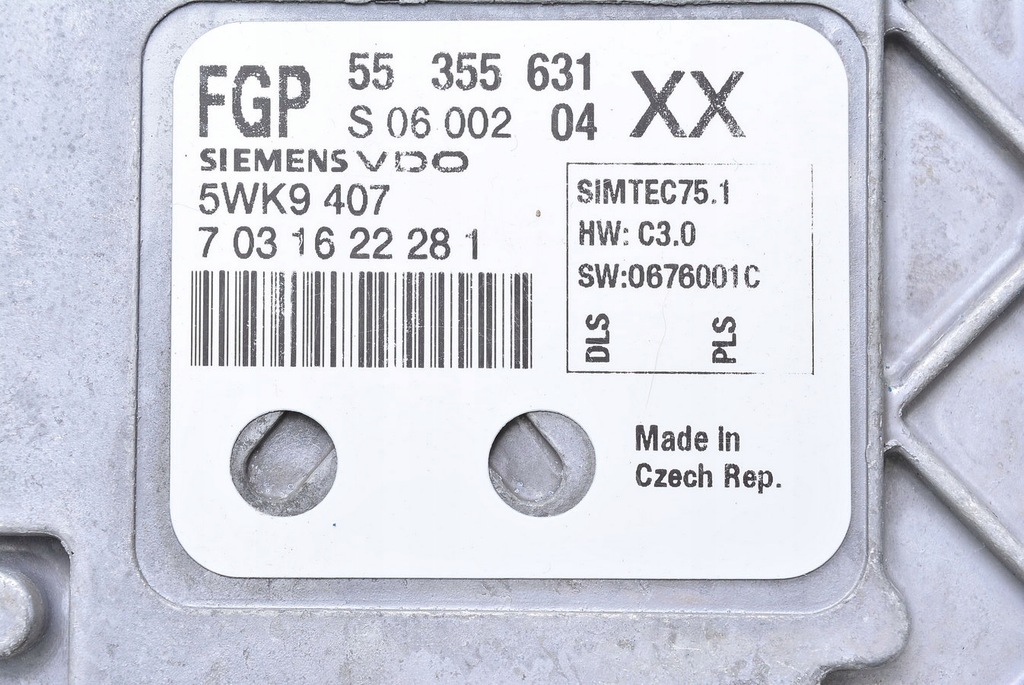 FGP 55 355 631 XX
S 06 002 04
SIEMENS VDO
5WK9 407
7 03 16 22 28 1
SIMTEC75.1
HW: C3.0
SW:0676001C
DLS PLS
Made in
Czech Rep.